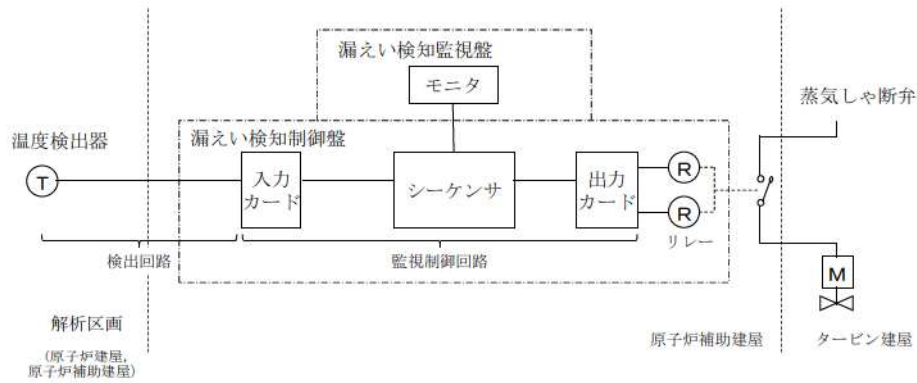 漏えい検知監視盤
モニタ
蒸気しゃ断弁
漏えい検知制御盤
温度検出器
T
入力
カード
シーケンサ
出力
カード
R
R
リレー
検出回路
監視制御回路
M
解析区画
(原子炉建屋,
原子炉補助建屋)
原子炉補助建屋
タービン建屋